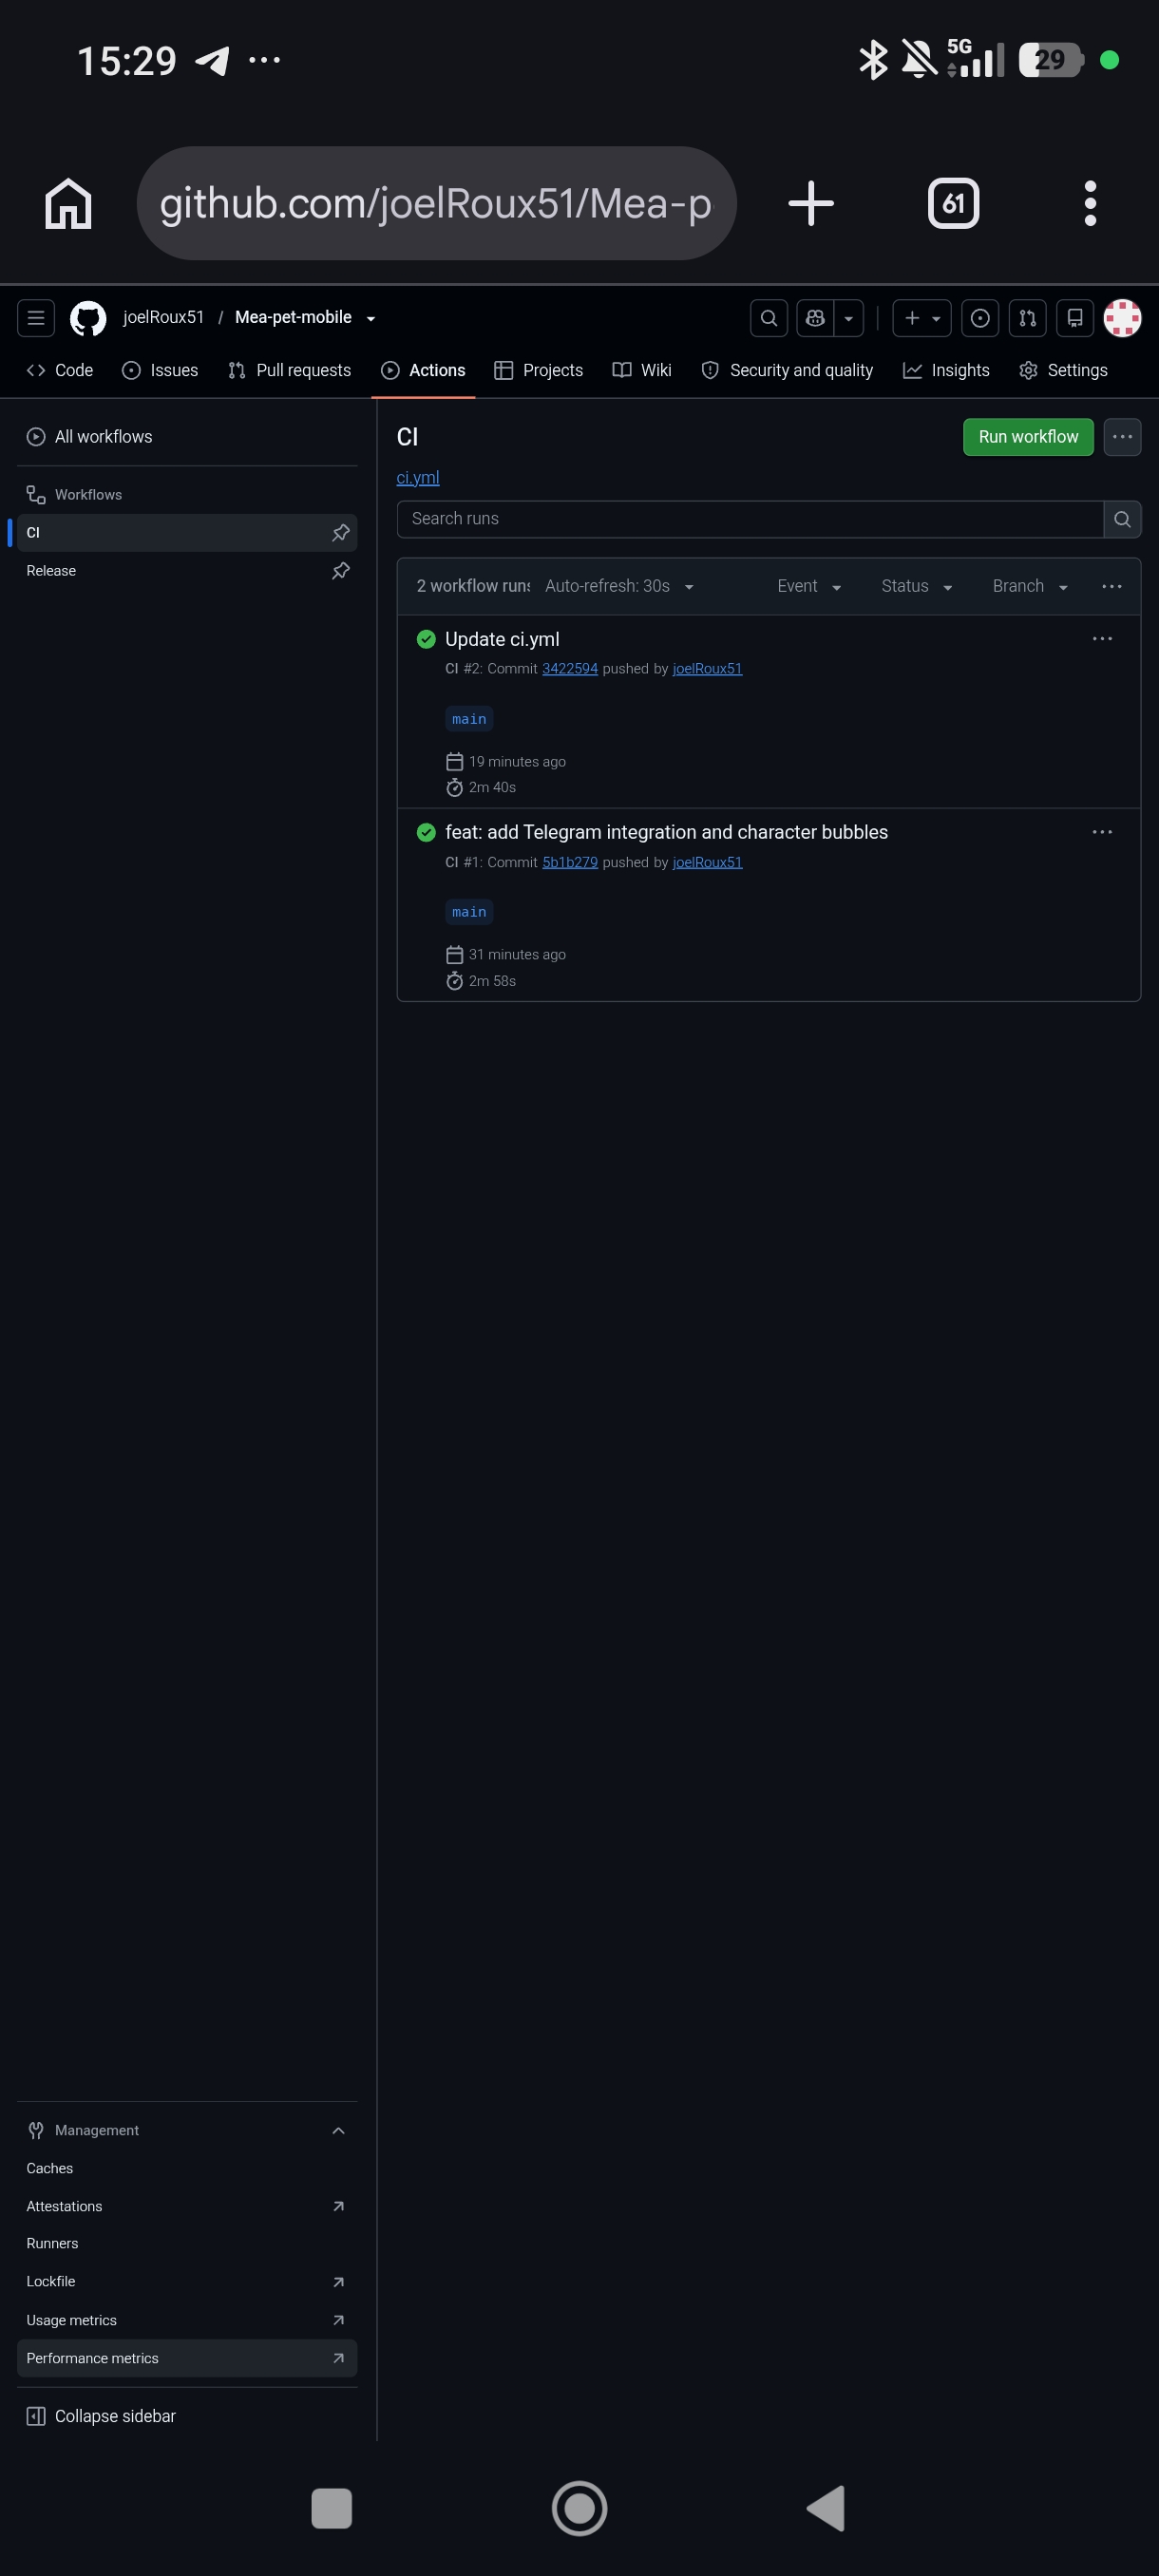 15:29
5G
29
github.com/joelRoux51/Mea-p
61
joelRoux51 / Mea-pet-mobile
Code Issues Pull requests Actions Projects Wiki Security and quality Insights Settings
All workflows
Workflows
CI
Release
CI
Run workflow
ci.yml
Search runs
2 workflow runs Auto-refresh: 30s Event Status Branch
Update ci.yml
CI #2: Commit 3422594 pushed by joelRoux51
main
19 minutes ago
2m 40s
feat: add Telegram integration and character bubbles
CI #1: Commit 5b1b279 pushed by joelRoux51
main
31 minutes ago
2m 58s
Management
Caches
Attestations
Runners
Lockfile
Usage metrics
Performance metrics
Collapse sidebar